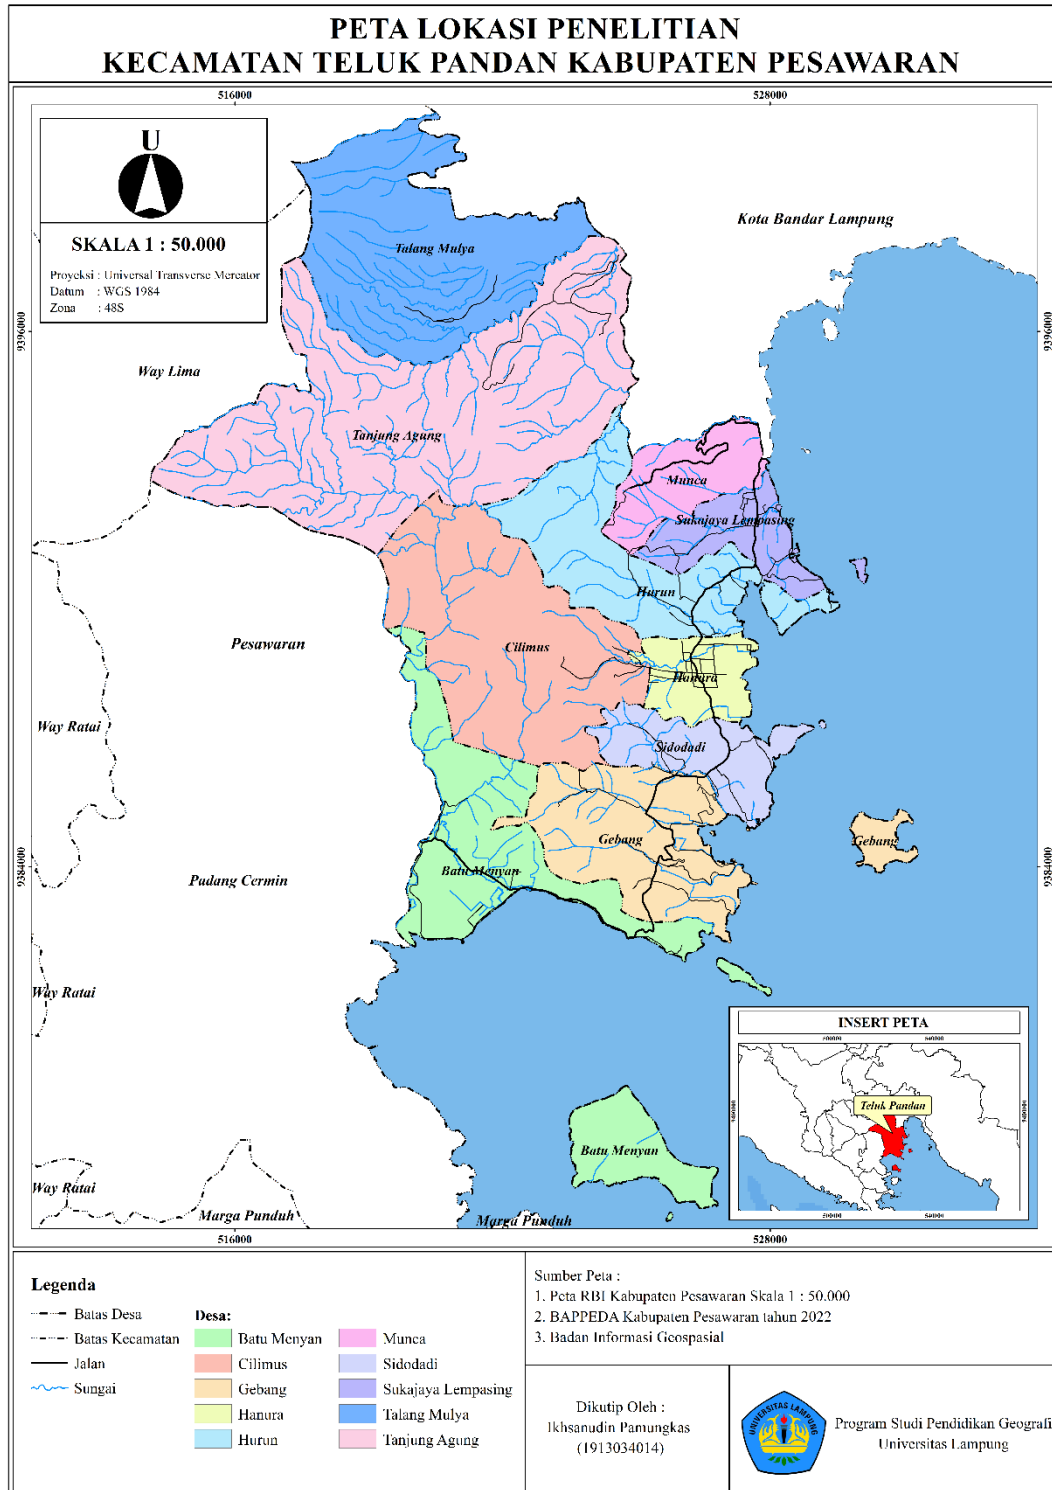 PETA LOKASI PENELITIAN
KECAMATAN TELUK PANDAN KABUPATEN PESAWARAN
516000
528000
U
SKALA 1 : 50.000
Proyeksi : Universal Transverse Mercator
Datum : WGS 1984
Zona : 48S
Kota Bandar Lampung
Talang Mulya
9396000
9396000
Way Lima
Tanjung Agung
Munca
Sukajaya Lempasing
Hurun
Pesawaran
Cilimus
Hanura
Way Ratai
Sidodadi
Gebang
Gebang
9384000
9384000
Batu Menyan
Padang Cermin
Way Ratai
INSERT PETA
Teluk Pandan
Batu Menyan
Way Ratai
Marga Punduh
Marga Punduh
516000
528000
Legenda
Batas Desa
Batas Kecamatan
Jalan
Sungai
Desa:
Batu Menyan
Cilimus
Gebang
Hanura
Hurun
Munca
Sidodadi
Sukajaya Lempasing
Talang Mulya
Tanjung Agung
Sumber Peta :
1. Peta RBI Kabupaten Pesawaran Skala 1 : 50.000
2. BAPPEDA Kabupaten Pesawaran tahun 2022
3. Badan Informasi Geospasial
Dikutip Oleh :
Ikhsanudin Pamungkas
(1913034014)
UNIVERSITAS LAMPUNG
Program Studi Pendidikan Geografi
Universitas Lampung